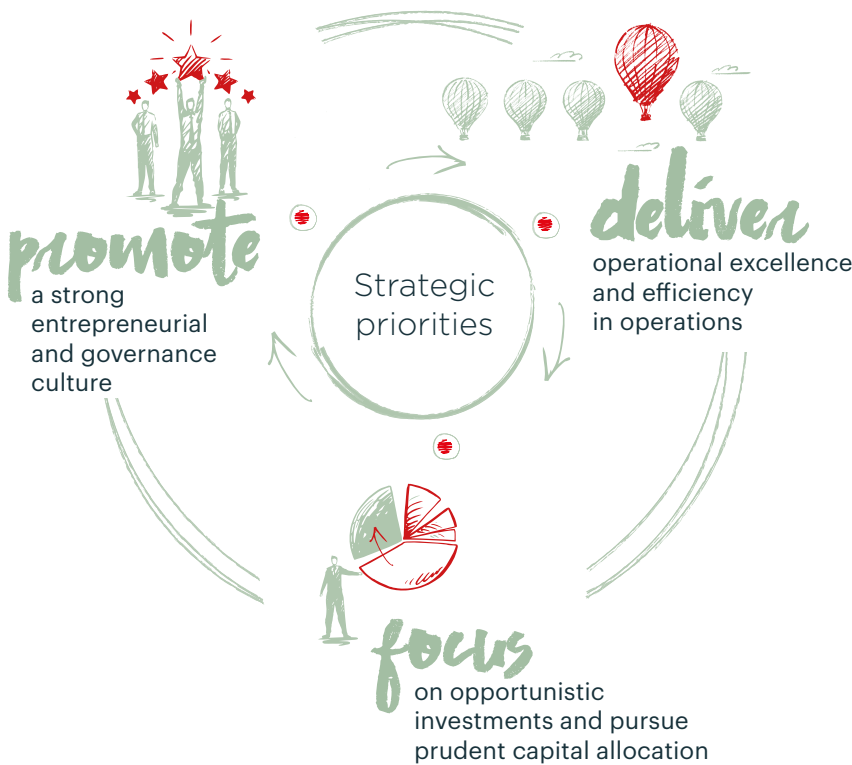 promote
a strong
entrepreneurial
and governance
culture
Strategic
priorities
deliver
operational excellence
and efficiency
in operations
focus
on opportunistic
investments and pursue
prudent capital allocation